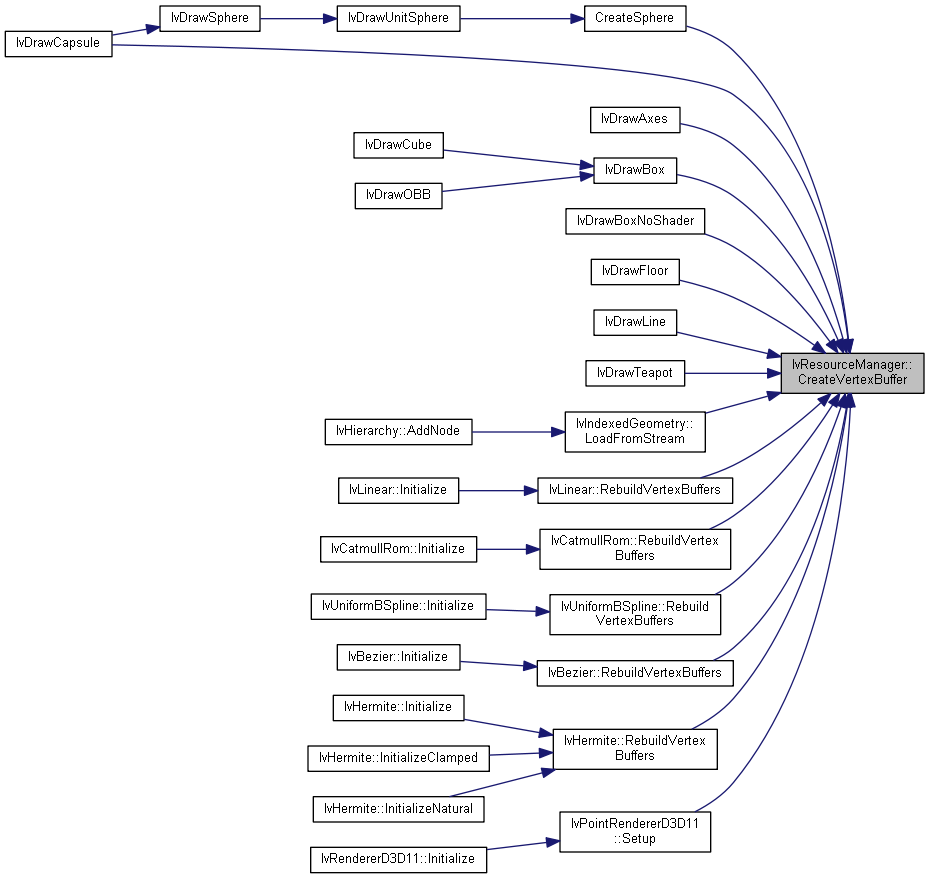 IvDrawSphere
IvDrawUnitSphere
CreateSphere
IvDrawCapsule
IvDrawAxes
IvDrawCube
IvDrawBox
IvDrawOBB
IvDrawBoxNoShader
IvDrawFloor
IvDrawLine
IvResourceManager::
CreateVertexBuffer
IvDrawTeapot
IvHierarchy::AddNode
IvIndexedGeometry::
LoadFromStream
IvLinear::Initialize
IvLinear::RebuildVertexBuffers
IvCatmullRom::Initialize
IvCatmullRom::RebuildVertex
Buffers
IvUniformBSpline::Initialize
IvUniformBSpline::Rebuild
VertexBuffers
IvBezier::Initialize
IvBezier::RebuildVertexBuffers
IvHermite::Initialize
IvHermite::RebuildVertex
Buffers
IvHermite::InitializeClamped
IvHermite::InitializeNatural
IvPointRendererD3D11
::Setup
IvRendererD3D11::Initialize